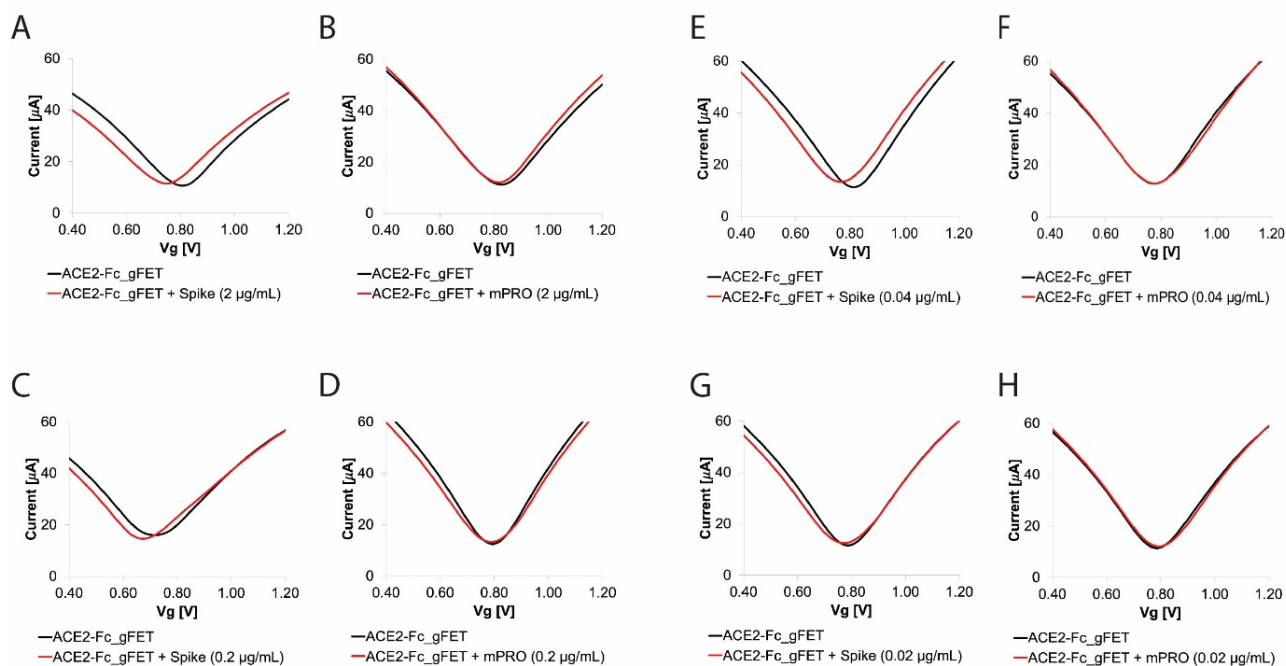 A
60
40
20
0
Current [µA]
0.40 0.60 0.80 1.00 1.20
Vg [V]
ACE2-Fc_gFET
ACE2-Fc_gFET + Spike (2 µg/mL)
B
60
40
20
0
Current [µA]
0.40 0.60 0.80 1.00 1.20
Vg [V]
ACE2-Fc_gFET
ACE2-Fc_gFET + mPRO (2 µg/mL)
E
60
40
20
0
Current [µA]
0.40 0.60 0.80 1.00 1.20
Vg [V]
ACE2-Fc_gFET
ACE2-Fc_gFET + Spike (0.04 µg/mL)
F
60
40
20
0
Current [µA]
0.40 0.60 0.80 1.00 1.20
Vg [V]
ACE2-Fc_gFET
ACE2-Fc_gFET + mPRO (0.04 µg/mL)
C
60
40
20
0
Current [µA]
0.40 0.60 0.80 1.00 1.20
Vg [V]
ACE2-Fc_gFET
ACE2-Fc_gFET + Spike (0.2 µg/mL)
D
60
40
20
0
Current [µA]
0.40 0.60 0.80 1.00 1.20
Vg [V]
ACE2-Fc_gFET
ACE2-Fc_gFET + mPRO (0.2 µg/mL)
G
60
40
20
0
Current [µA]
0.40 0.60 0.80 1.00 1.20
Vg [V]
ACE2-Fc_gFET
ACE2-Fc_gFET + Spike (0.02 µg/mL)
H
60
40
20
0
Current [µA]
0.40 0.60 0.80 1.00 1.20
Vg [V]
ACE2-Fc_gFET
ACE2-Fc_gFET + mPRO (0.02 µg/mL)